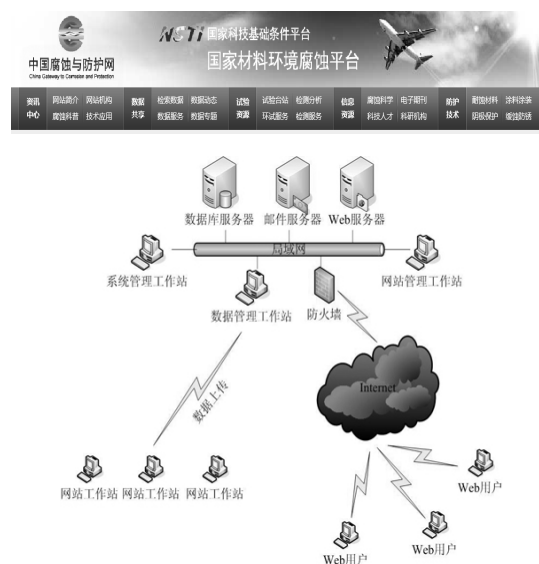 NSTI 国家科技基础条件平台
国家材料环境腐蚀平台
中国腐蚀与防护网
China Gateway to Corrosion and Protection
资讯中心 网站简介 网站机构 数据共享 检索数据 数据动态 试验资源 试验台站 检测分析 信息资源 腐蚀科学 电子期刊 防护技术 耐蚀材料 涂料涂装
腐蚀科普 技术应用 数据服务 数据专题 环试服务 检测服务 科技人才 科研机构 阴极保护 缓蚀防锈
数据库服务器 邮件服务器 Web服务器
局域网
系统管理工作站 网站管理工作站
数据管理工作站 防火墙
Internet
数据上传
网站工作站 网站工作站 网站工作站
Web用户
Web用户
Web用户